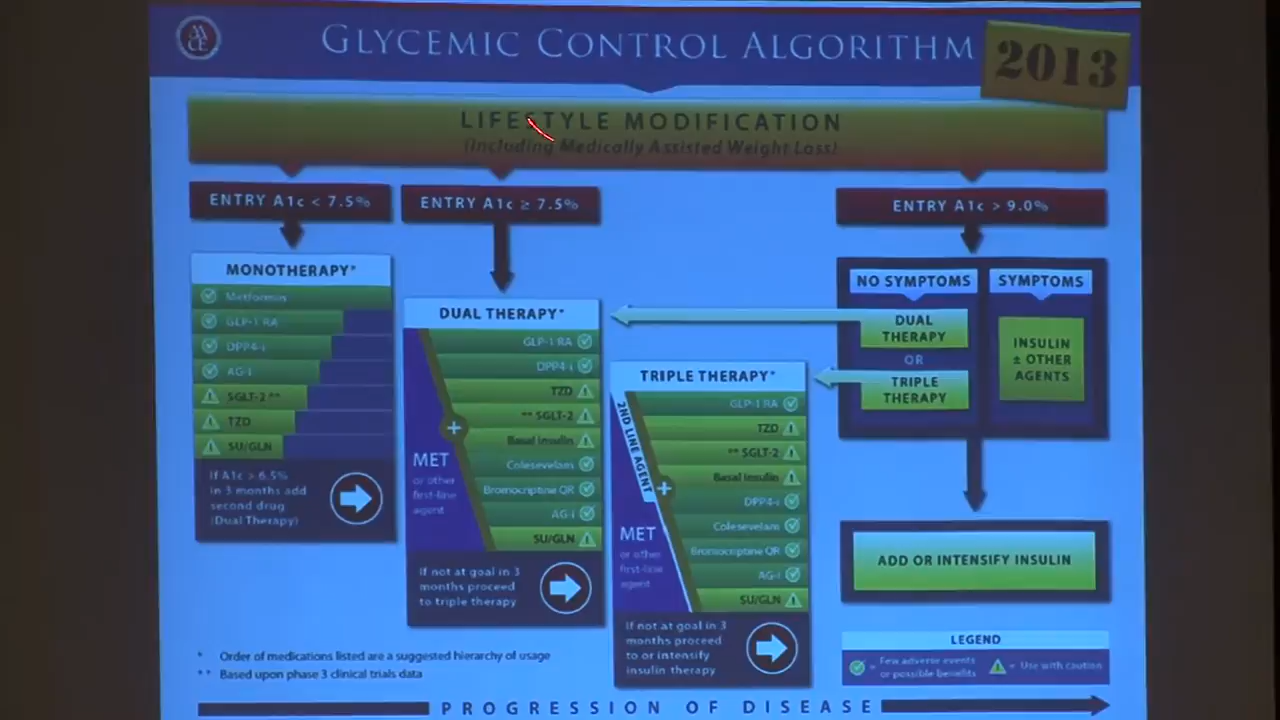 AACE
GLYCEMIC CONTROL ALGORITHM
2013
LIFESTYLE MODIFICATION
(Including Medically Assisted Weight Loss)
ENTRY A1c < 7.5%
ENTRY A1c ≥ 7.5%
ENTRY A1c > 9.0%
MONOTHERAPY*
Metformin
GLP-1 RA
DPP4-i
AG-i
SGLT-2 **
TZD
SU/GLN
If A1c > 6.5%
in 3 months add
second drug
(Dual Therapy)
DUAL THERAPY*
GLP-1 RA
DPP4-i
TZD
** SGLT-2
Basal insulin
Colesevelam
Bromocriptine QR
AG-i
SU/GLN
+
MET
or other
first-line
agent
If not at goal in 3
months proceed
to triple therapy
TRIPLE THERAPY*
GLP-1 RA
TZD
** SGLT-2
Basal insulin
DPP4-i
Colesevelam
Bromocriptine QR
AG-i
SU/GLN
2ND LINE AGENT
+
MET
or other
first-line
agent
If not at goal in 3
months proceed
to or intensify
insulin therapy
NO SYMPTOMS
DUAL
THERAPY
OR
TRIPLE
THERAPY
SYMPTOMS
INSULIN
± OTHER
AGENTS
ADD OR INTENSIFY INSULIN
LEGEND
= Few adverse events
or possible benefits
= Use with caution
* Order of medications listed are a suggested hierarchy of usage
** Based upon phase 3 clinical trials data
PROGRESSION OF DISEASE